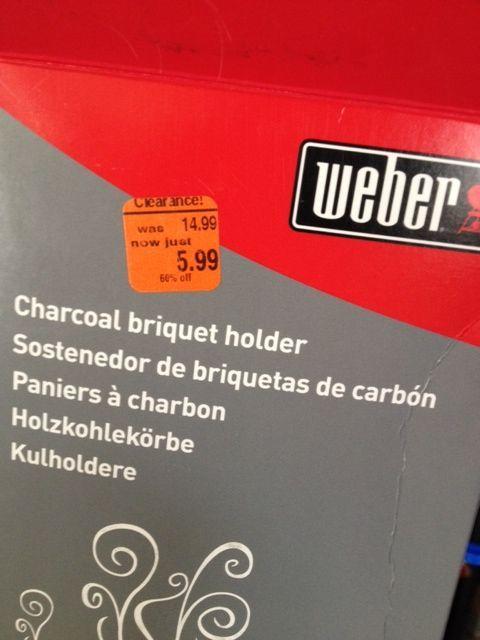 weber
Clearance!
was 14.99
now just
5.99
60% off
Charcoal briquet holder
Sostenedor de briquetas de carbón
Paniers à charbon
Holzkohlekörbe
Kulholdere